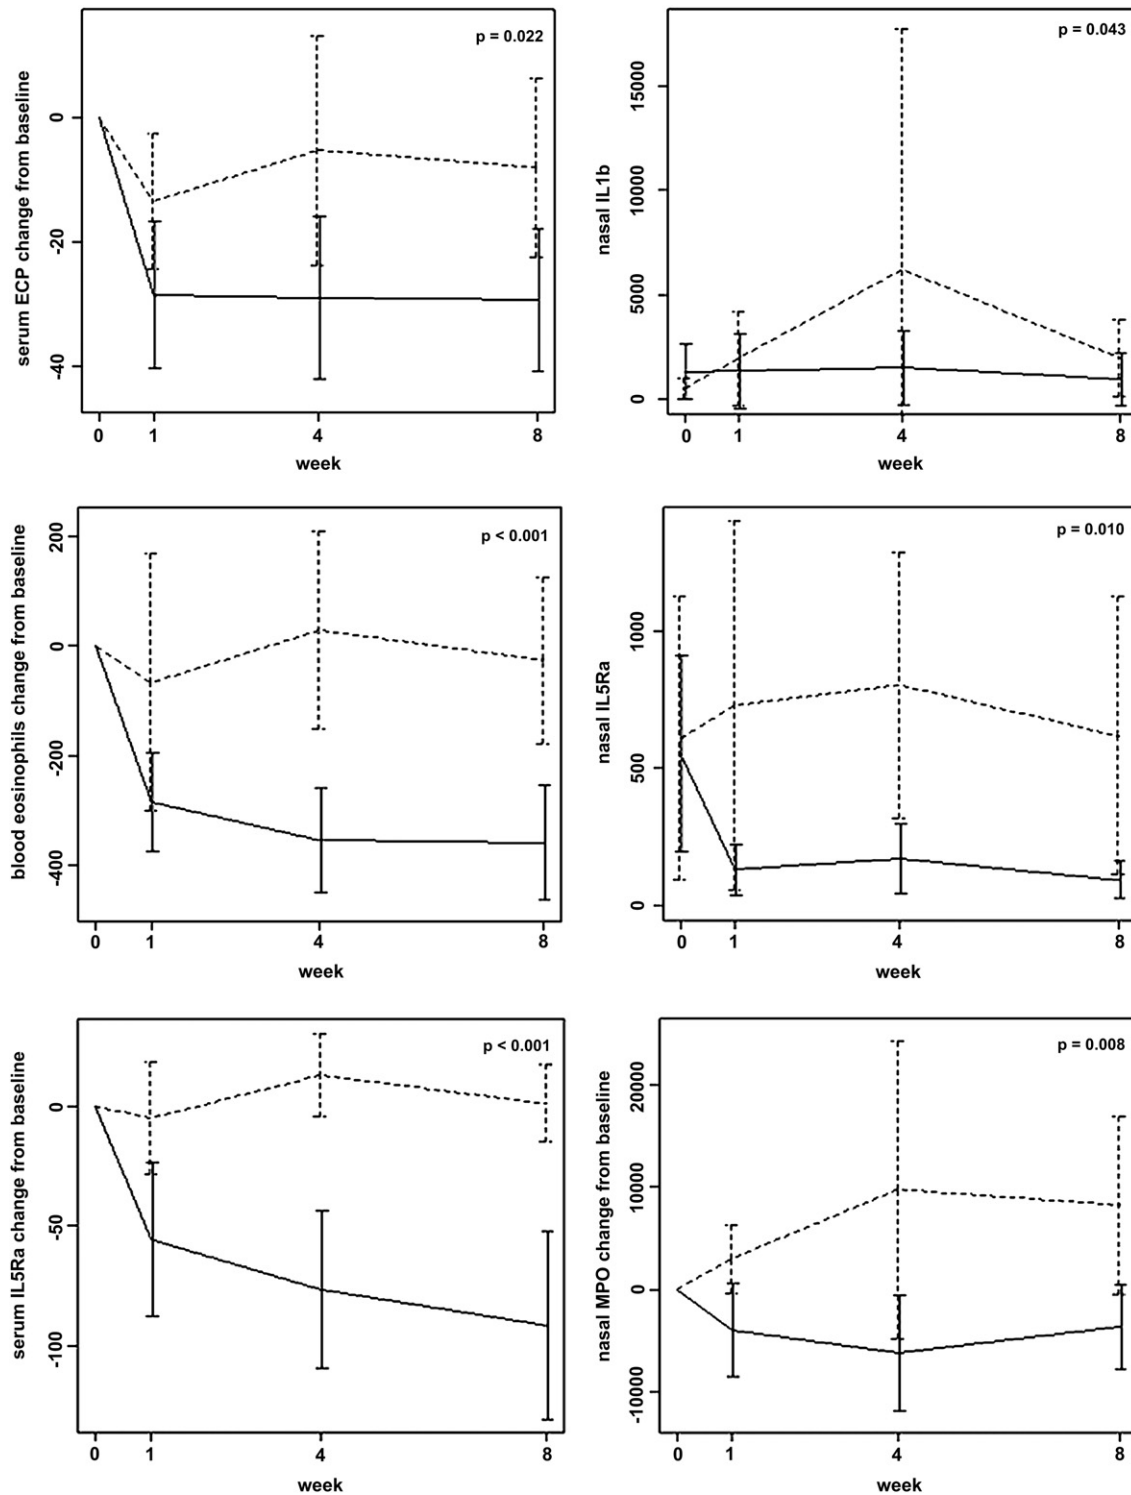 serum ECP change from baseline
p = 0.022
0
-20
-40
0 1 4 8
week
nasal IL1b
p = 0.043
15000
10000
5000
0
0 1 4 8
week
blood eosinophils change from baseline
p < 0.001
200
0
-200
-400
0 1 4 8
week
nasal IL5Ra
p = 0.010
1000
500
0
0 1 4 8
week
serum IL5Ra change from baseline
p < 0.001
0
-50
-100
0 1 4 8
week
nasal MPO change from baseline
p = 0.008
20000
10000
0
-10000
0 1 4 8
week